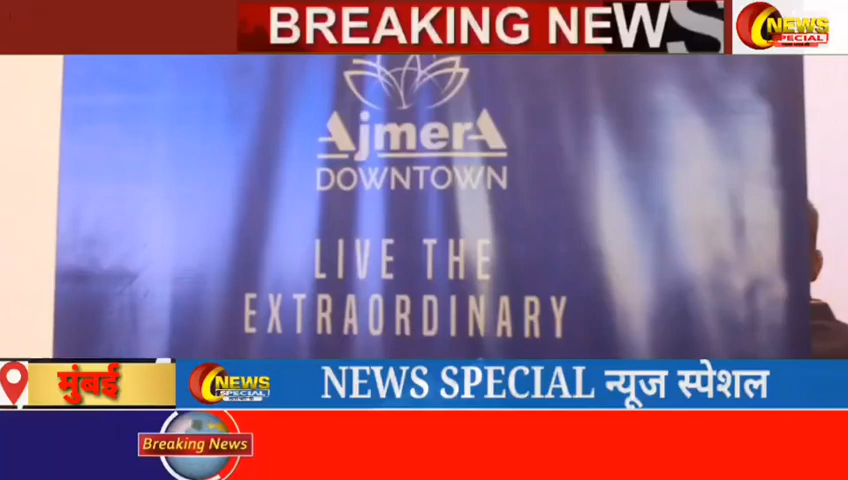 BREAKING NEWS
NEWS
SPECIAL
AjmerA
DOWNTOWN
LIVE THE
EXTRAORDINARY
मुंबई
NEWS
SPECIAL
NEWS SPECIAL न्यूज स्पेशल
Breaking News